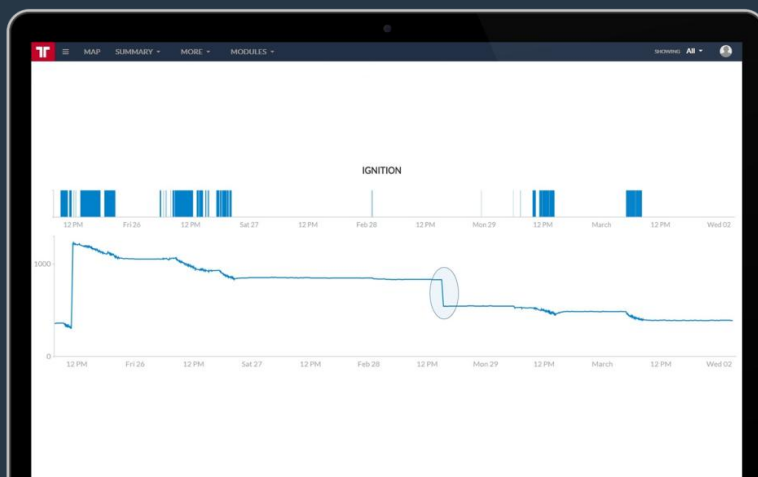 MAP SUMMARY MORE MODULES SHOWING All
IGNITION
12 PM Fri 26 12 PM Sat 27 12 PM Feb 28 12 PM Mon 29 12 PM March 12 PM Wed 02
1000
0
12 PM Fri 26 12 PM Sat 27 12 PM Feb 28 12 PM Mon 29 12 PM March 12 PM Wed 02